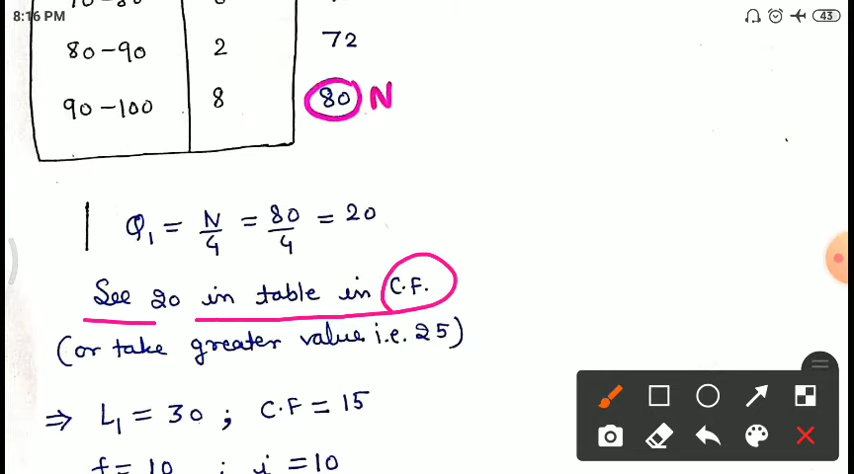 8:16 PM 43
80-90 2 72
90-100 8 80 N
Q₁ = N/4 = 80/4 = 20
See 20 in table in C.F.
(or take greater value i.e. 25)
⇒ L₁ = 30 ; C.F = 15
f = 10 ; i = 10